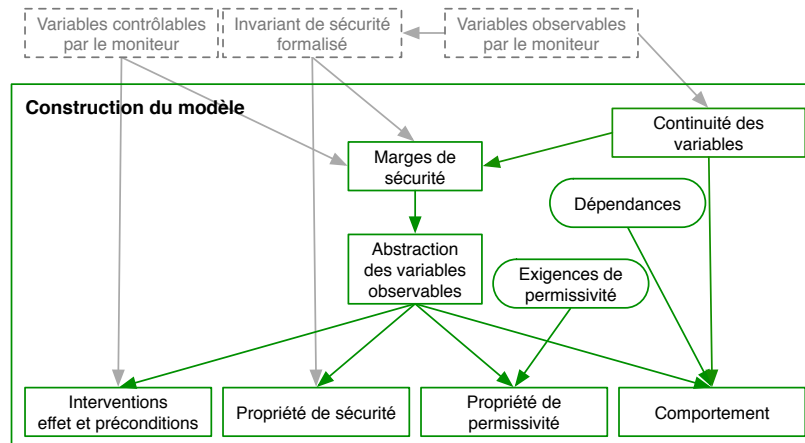 Variables contrôlables
par le moniteur
Invariant de sécurité
formalisé
Variables observables
par le moniteur
Construction du modèle
Continuité des
variables
Marges de
sécurité
Dépendances
Abstraction
des variables
observables
Exigences de
permissivité
Interventions
effet et préconditions
Propriété de sécurité
Propriété de
permissivité
Comportement